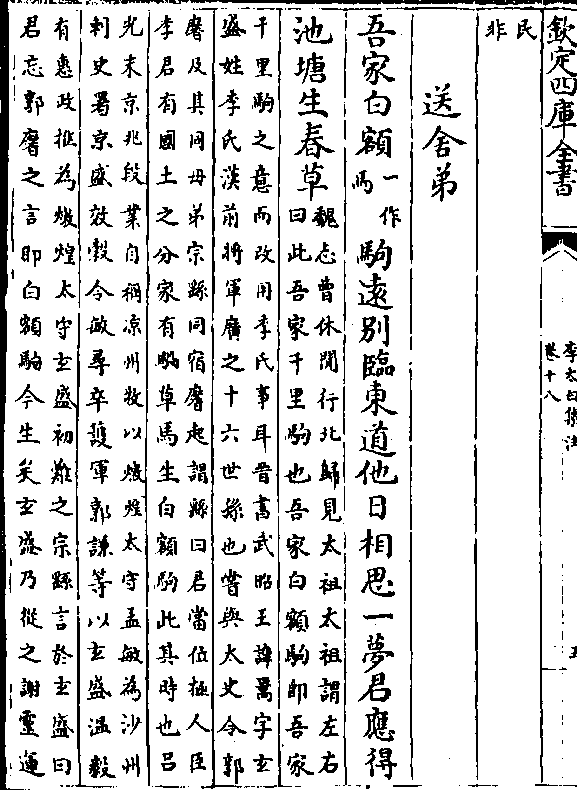 欽定四庫全書
李太白集注
卷十八
五
民
非
送舍弟
吾家白額一作馬駒遠別臨東道他日相思一夢君應得
池塘生春草魏志曹休間行北歸見太祖太祖謂左右
曰此吾家千里駒也吾家白額駒即吾家
千里駒之意而改用李氏事耳晉書武昭王諱暠字玄
盛姓李氏漢前將軍廣之十六世孫也嘗與太史令郭
黁及其同母弟宗繇同宿黁起謂繇曰君當位極人臣
李君有國土之分家有騧草馬生白額駒此其時也呂
光末京兆段業自稱凉州牧以燉煌太守孟敏為沙州
刺史署玄盛效穀令敏尋卒護軍郭謙等以玄盛温毅
有惠政推為燉煌太守玄盛初難之宗繇言於玄盛曰
君忘郭黁之言耶白額駒今生矣玄盛乃從之謝靈運